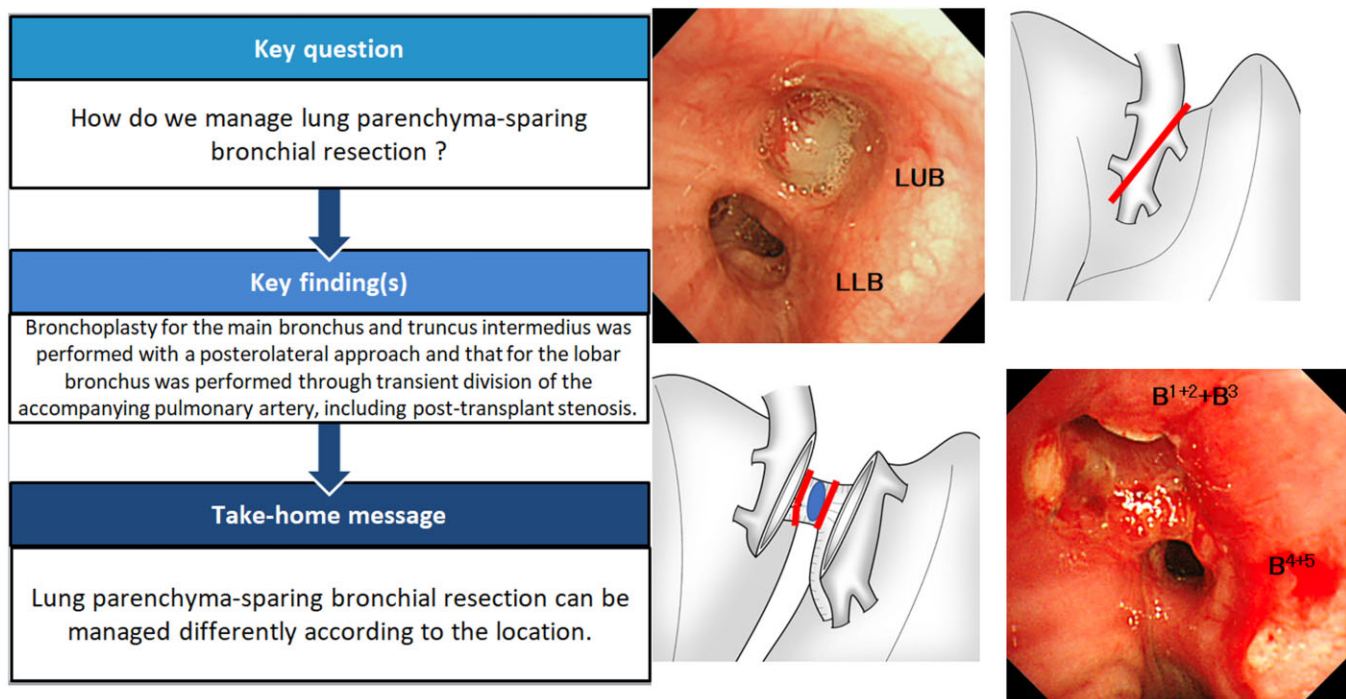 Key question
How do we manage lung parenchyma-sparing
bronchial resection ?
Key finding(s)
Bronchoplasty for the main bronchus and truncus intermedius was
performed with a posterolateral approach and that for the lobar
bronchus was performed through transient division of the
accompanying pulmonary artery, including post-transplant stenosis.
Take-home message
Lung parenchyma-sparing bronchial resection can be
managed differently according to the location.
LUB
LLB
B¹⁺²+B³
B⁴⁺⁵